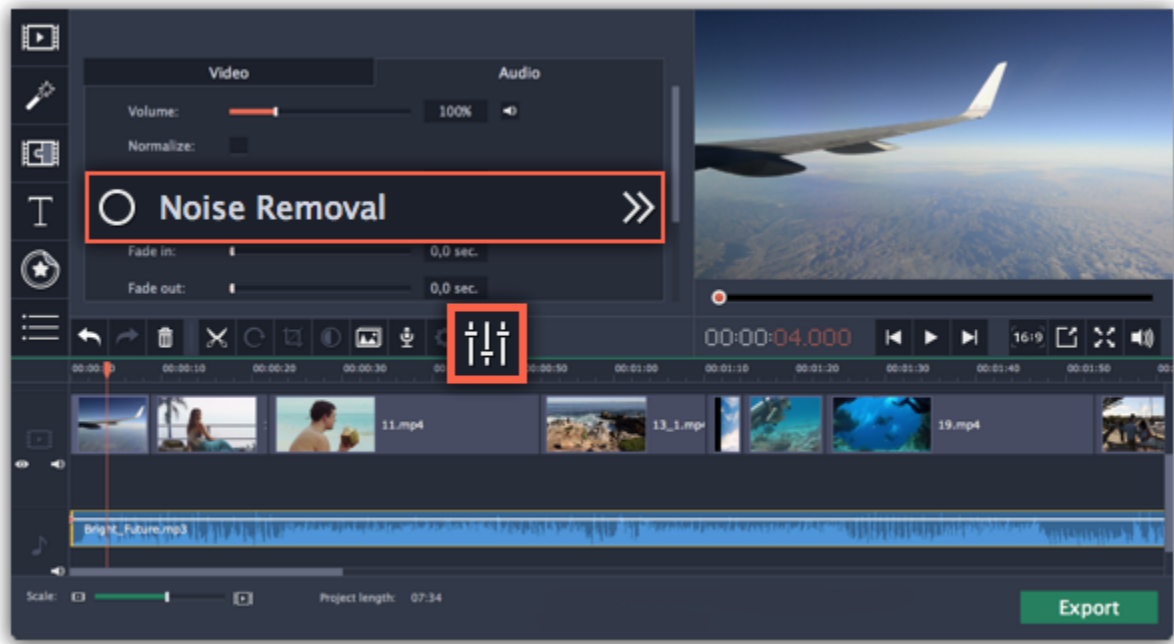 Video Audio
Volume: 100%
Normalize:
Noise Removal
Fade in: 0,0 sec.
Fade out: 0,0 sec.
T
00:00:04.000 16:9
00:00:10 00:00:20 00:00:30 00:00:50 00:01:00 00:01:10 00:01:20 00:01:30 00:01:40 00:01:50
11.mp4 13_1.mp4 19.mp4
Bright_Future.mp3
Scale: Project length: 07:34
Export